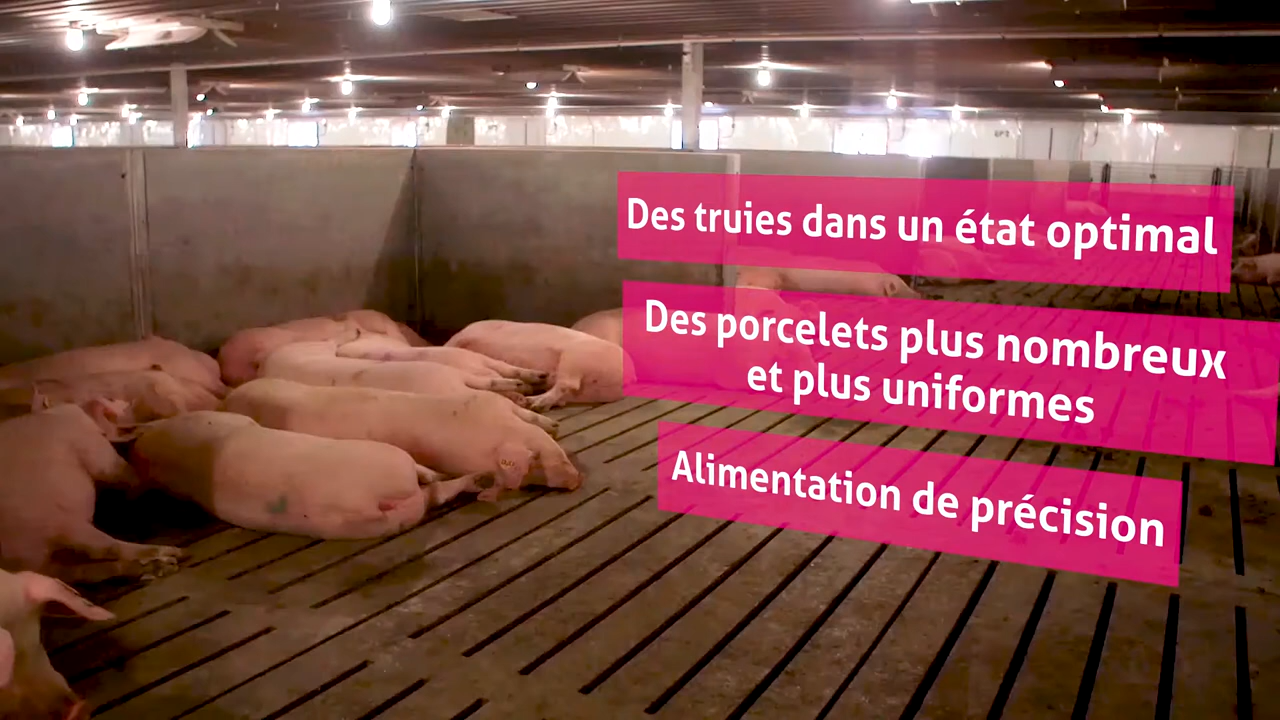 Des truies dans un état optimal
Des porcelets plus nombreux
et plus uniformes
Alimentation de précision